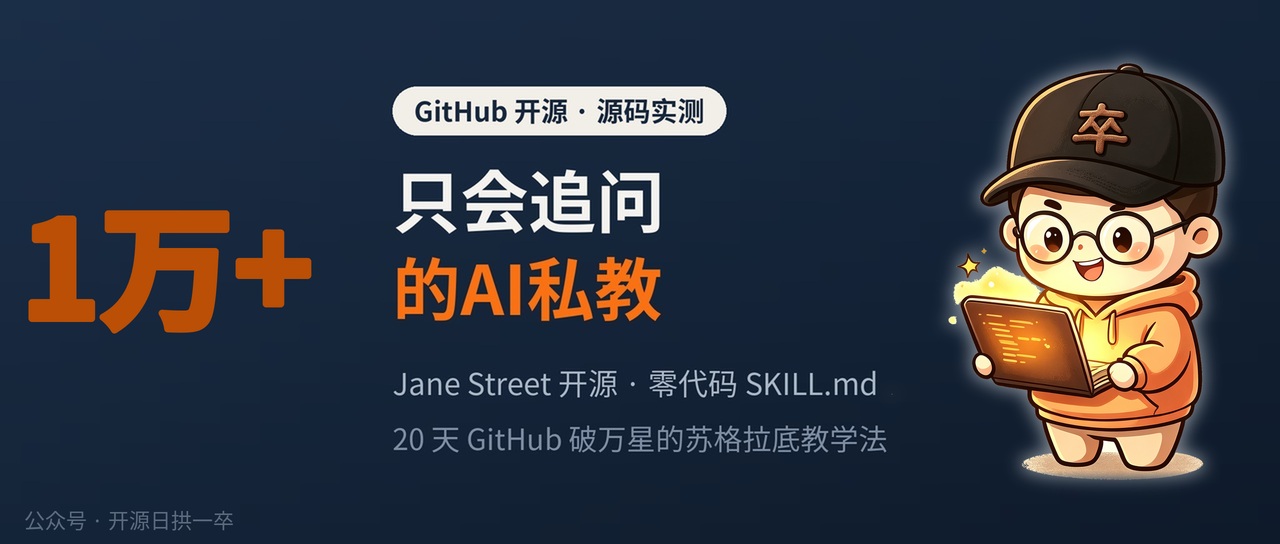 GitHub 开源 · 源码实测
只会追问
的AI私教
1万+
Jane Street 开源 · 零代码 SKILL.md
20 天 GitHub 破万星的苏格拉底教学法
公众号 · 开源日拱一卒
卒